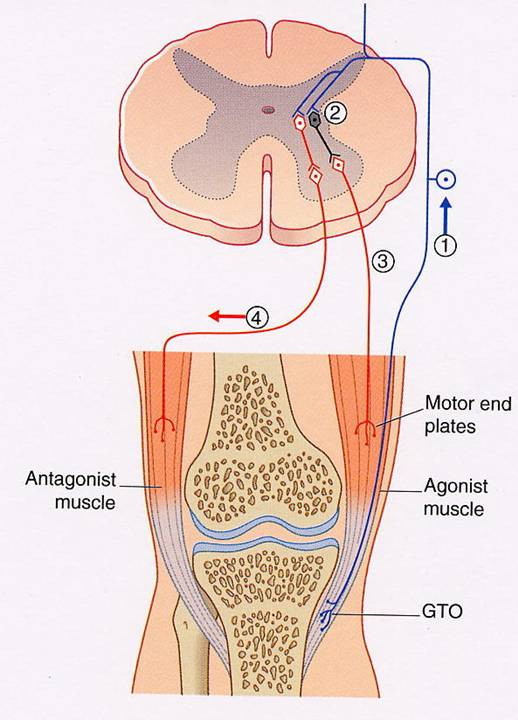 ②
①
③
④
Motor end
plates
Antagonist
muscle
Agonist
muscle
GTO